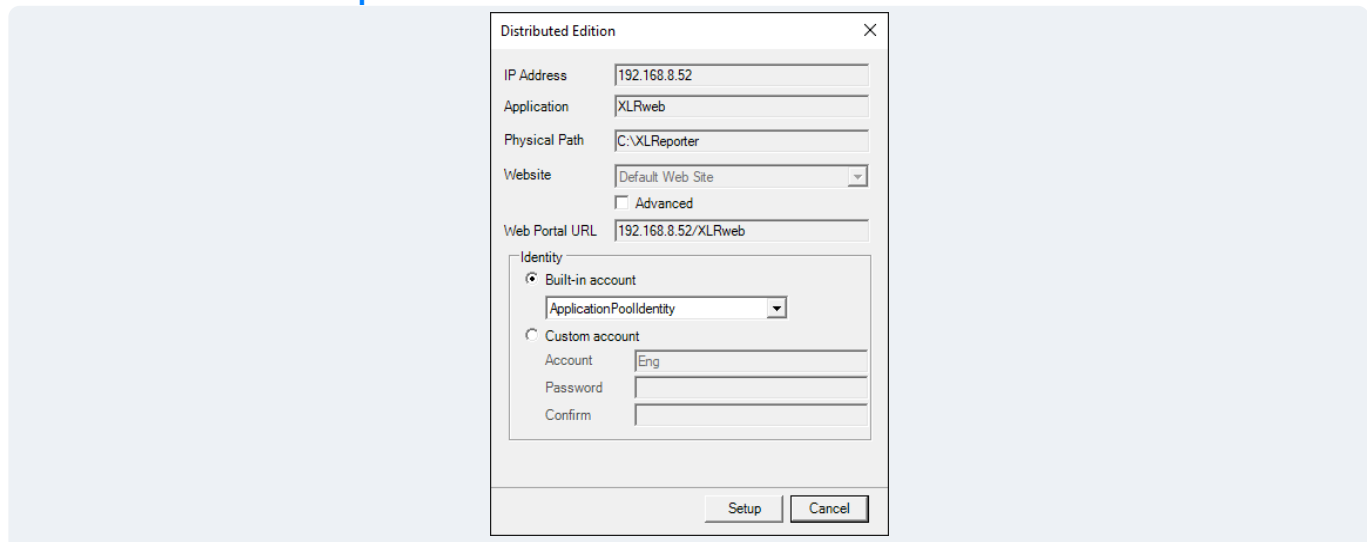 Distributed Edition
IP Address 192.168.8.52
Application XLRweb
Physical Path C:\XLReporter
Website Default Web Site
Advanced
Web Portal URL 192.168.8.52/XLRweb
Identity
Built-in account
ApplicationPoolIdentity
Custom account
Account Eng
Password
Confirm
Setup Cancel